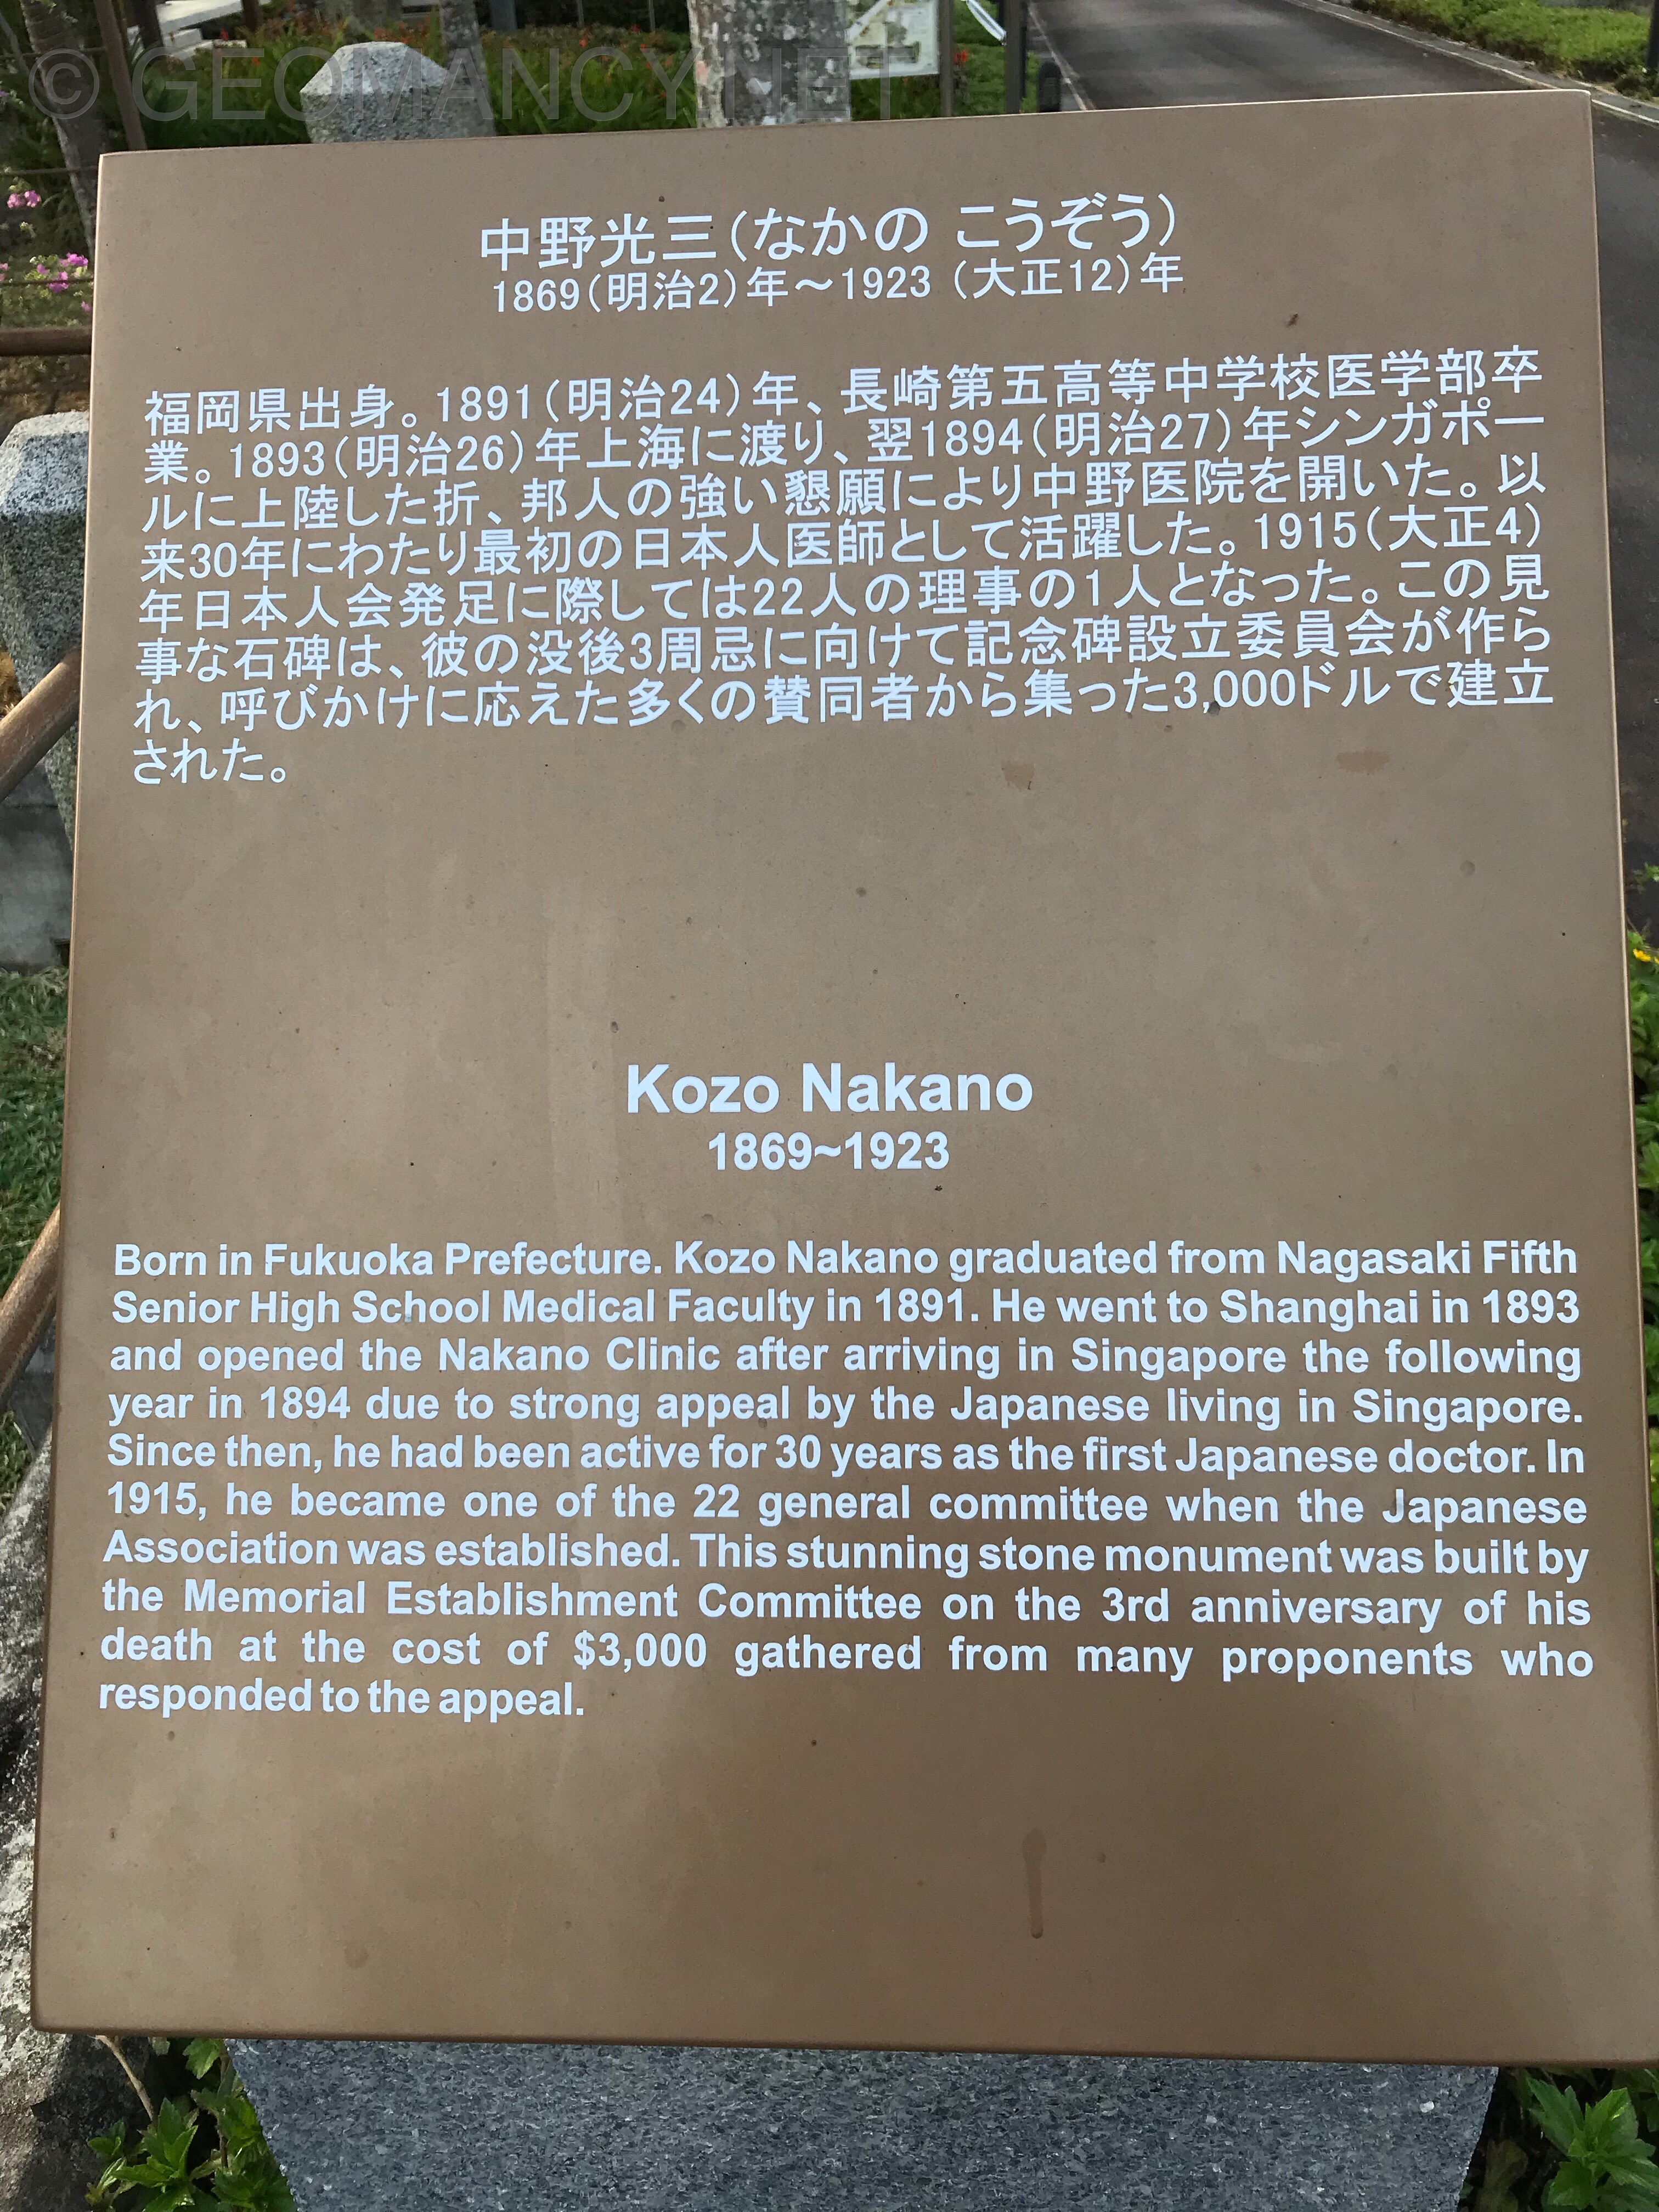 © GEOMANCY.NET
中野光三(なかの こうぞう)
1869(明治2)年～1923 (大正12)年
福岡県出身。1891(明治24)年、長崎第五高等中学校医学部卒
業。1893(明治26)年上海に渡り、翌1894(明治27)年シンガポー
ルに上陸した折、邦人の強い懇願により中野医院を開いた。以
来30年にわたり最初の日本人医師として活躍した。1915(大正4)
年日本人会発足に際しては22人の理事の1人となった。この見
事な石碑は、彼の没後3周忌に向けて記念碑設立委員会が作ら
れ、呼びかけに応えた多くの賛同者から集った3,000ドルで建立
された。
Kozo Nakano
1869~1923
Born in Fukuoka Prefecture. Kozo Nakano graduated from Nagasaki Fifth
Senior High School Medical Faculty in 1891. He went to Shanghai in 1893
and opened the Nakano Clinic after arriving in Singapore the following
year in 1894 due to strong appeal by the Japanese living in Singapore.
Since then, he had been active for 30 years as the first Japanese doctor. In
1915, he became one of the 22 general committee when the Japanese
Association was established. This stunning stone monument was built by
the Memorial Establishment Committee on the 3rd anniversary of his
death at the cost of $3,000 gathered from many proponents who
responded to the appeal.